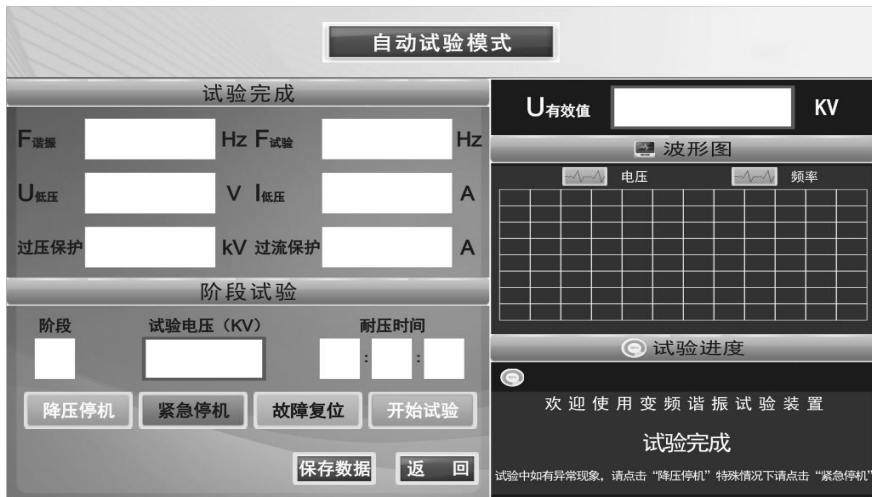 自动试验模式
试验完成
F谐振 Hz F试验 Hz
U低压 V I低压 A
过压保护 kV 过流保护 A
阶段试验
阶段 试验电压（KV） 耐压时间
: :
降压停机 紧急停机 故障复位 开始试验
保存数据 返 回
U有效值 KV
波形图
电压 频率
试验进度
欢迎使用变频谐振试验装置
试验完成
试验中如有异常现象，请点击“降压停机”特殊情况下请点击“紧急停机”